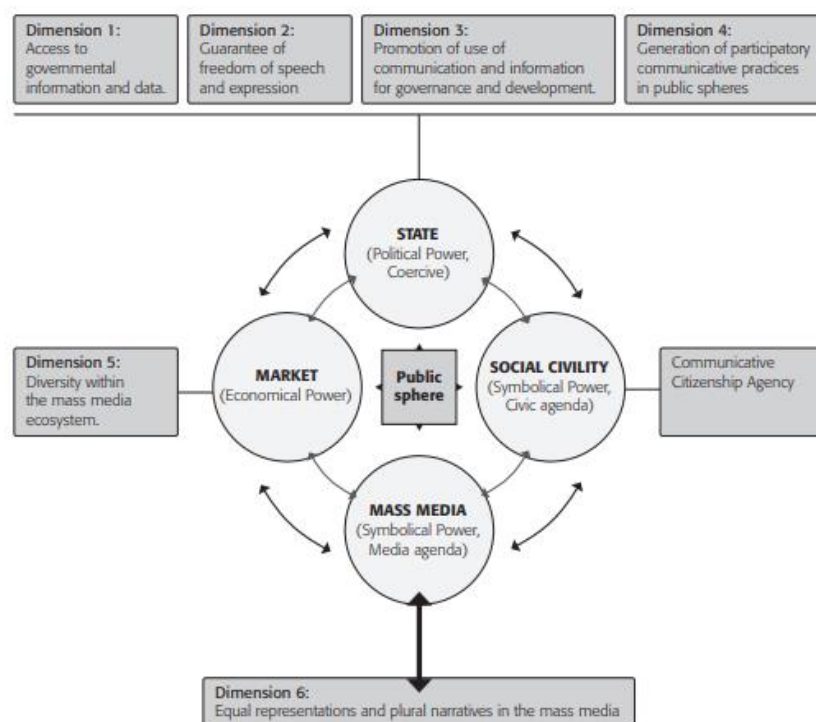 Dimension 1:
Access to
governmental
information and data.
Dimension 2:
Guarantee of
freedom of speech
and expression
Dimension 3:
Promotion of use of
communication and information
for governance and development.
Dimension 4:
Generation of participatory
communicative practices
in public spheres
STATE
(Political Power,
Coercive)
Dimension 5:
Diversity within
the mass media
ecosystem.
MARKET
(Economical Power)
Public
sphere
SOCIAL CIVILITY
(Symbolical Power,
Civic agenda)
Communicative
Citizenship Agency
MASS MEDIA
(Symbolical Power,
Media agenda)
Dimension 6:
Equal representations and plural narratives in the mass media